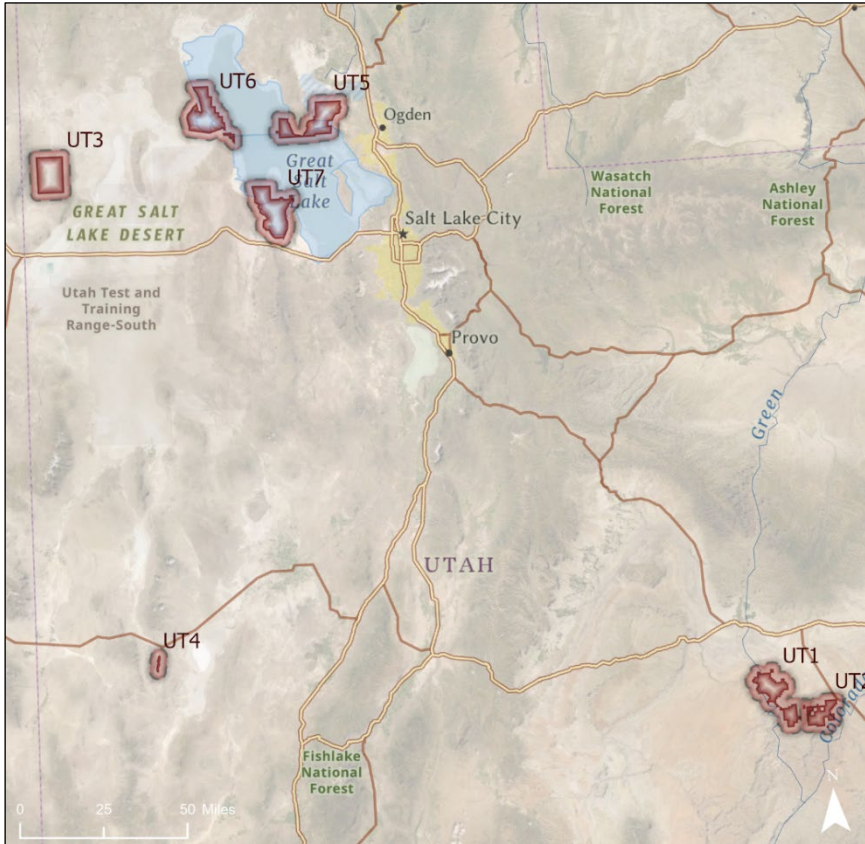 UT6
UT5
Ogden
UT3
Great
Salt
Lake
UT7
Wasatch
National
Forest
Ashley
National
Forest
GREAT SALT
LAKE DESERT
Salt Lake City
Utah Test and
Training
Range-South
Provo
Green
UTAH
UT4
UT1
UT2
Fishlake
National
Forest
0 25 50 Miles
N